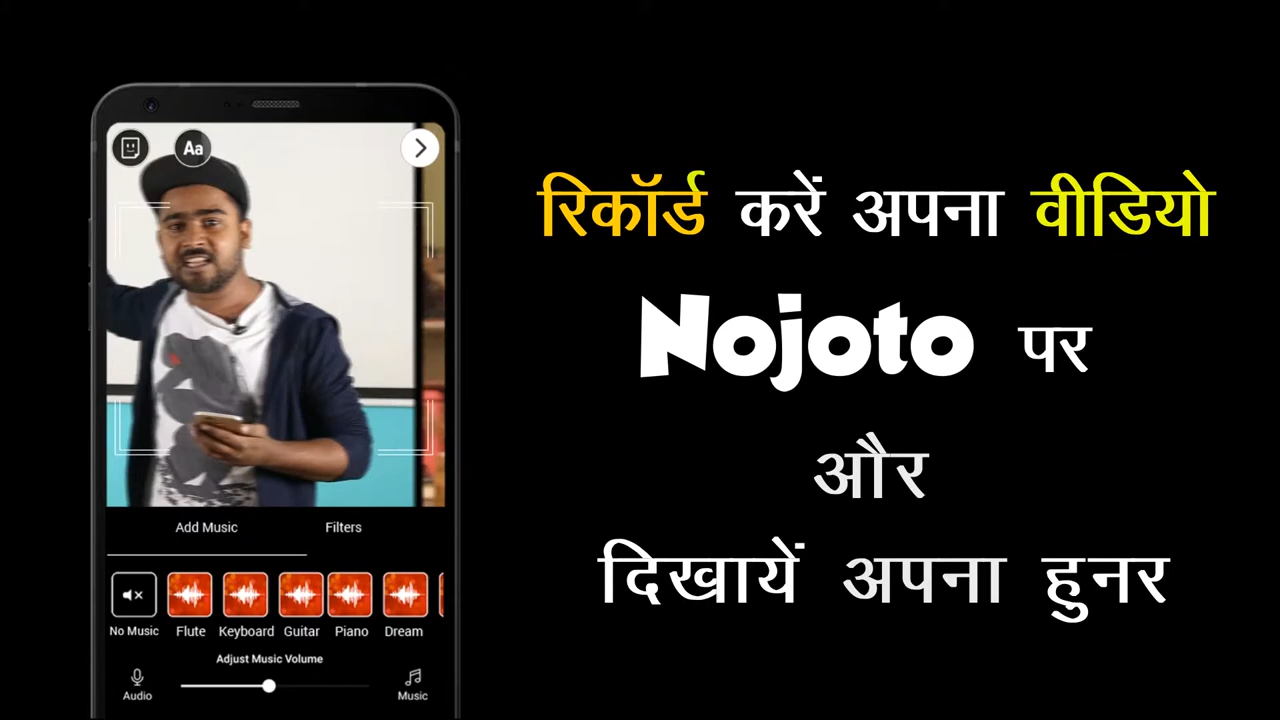 Aa
रिकॉर्ड करें अपना वीडियो
Nojoto पर
और
दिखायें अपना हुनर
Add Music Filters
No Music Flute Keyboard Guitar Piano Dream
Adjust Music Volume
Audio Music